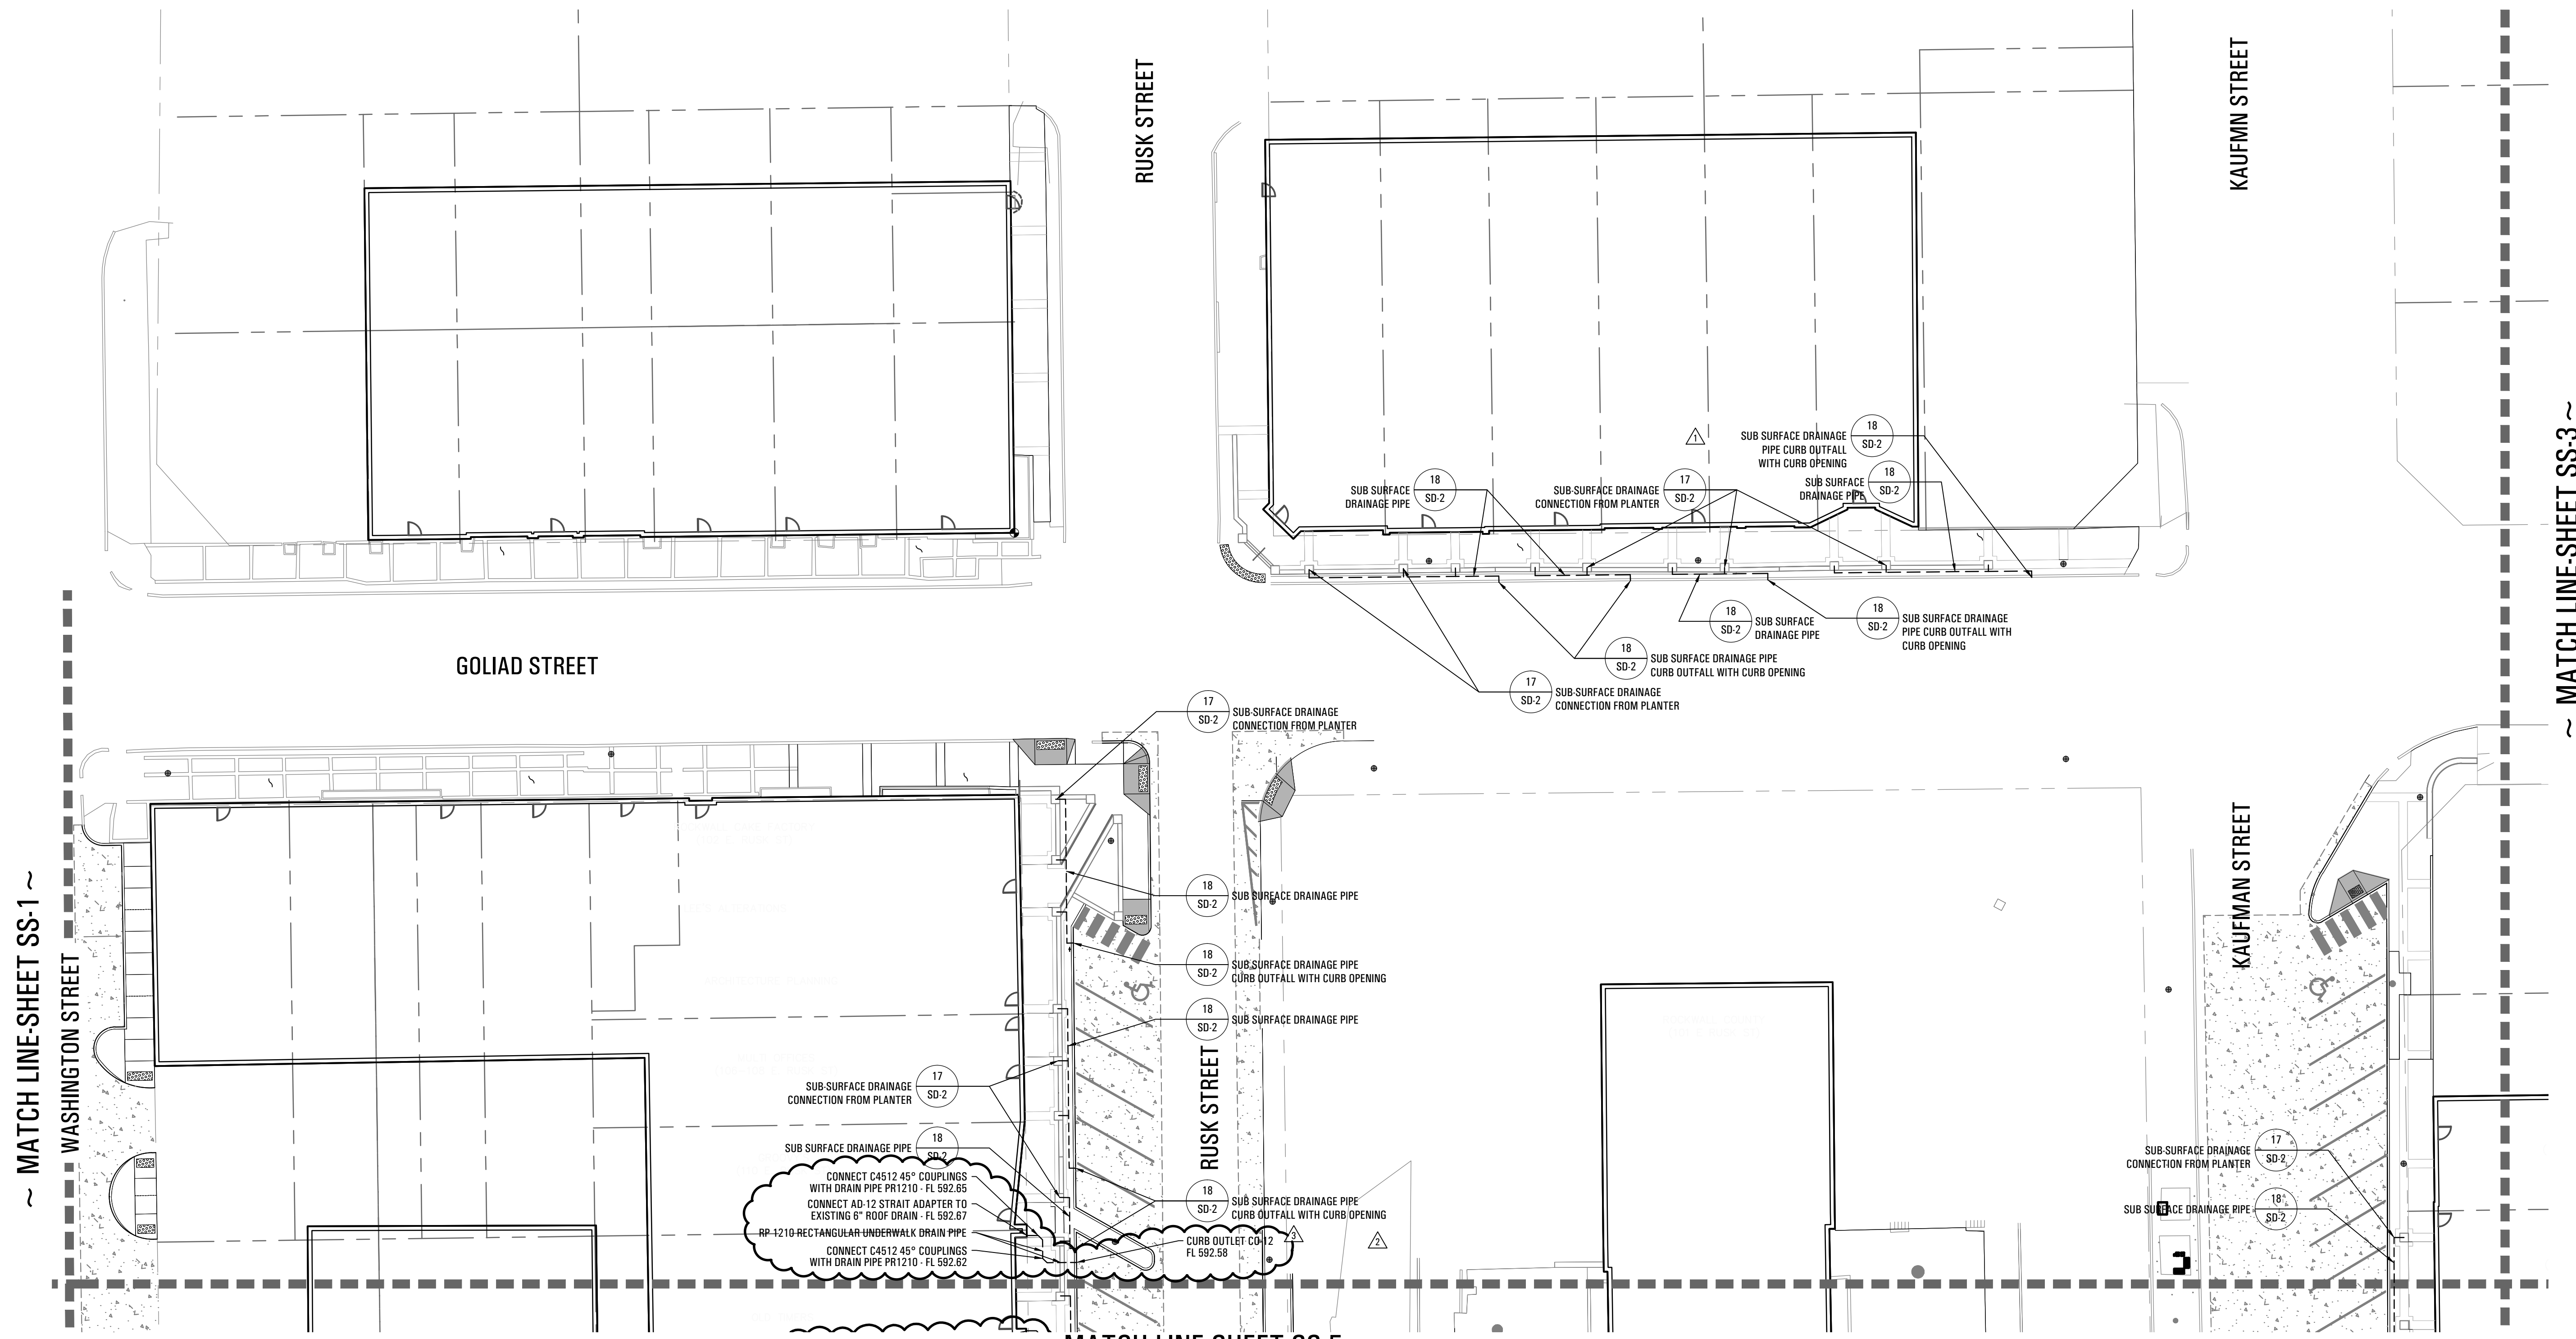 RUSK STREET
KAUFMN STREET
1
SUB SURFACE DRAINAGE
PIPE CURB OUTFALL
WITH CURB OPENING
18
SD-2
SUB SURFACE
DRAINAGE PIPE
18
SD-2
SUB-SURFACE DRAINAGE
CONNECTION FROM PLANTER
17
SD-2
SUB SURFACE
DRAINAGE PIPE
18
SD-2
~ MATCH LINE-SHEET SS-3 ~
18
SD-2
SUB SURFACE
DRAINAGE PIPE
18
SD-2
SUB SURFACE DRAINAGE
PIPE CURB OUTFALL WITH
CURB OPENING
18
SD-2
SUB SURFACE DRAINAGE PIPE
CURB OUTFALL WITH CURB OPENING
17
SD-2
SUB-SURFACE DRAINAGE
CONNECTION FROM PLANTER
GOLIAD STREET
17
SD-2
SUB-SURFACE DRAINAGE
CONNECTION FROM PLANTER
18
SD-2
SUB SURFACE DRAINAGE PIPE
18
SD-2
SUB SURFACE DRAINAGE PIPE
CURB OUTFALL WITH CURB OPENING
18
SD-2
SUB SURFACE DRAINAGE PIPE
~ MATCH LINE-SHEET SS-1 ~
WASHINGTON STREET
RUSK STREET
KAUFMAN STREET
SUB-SURFACE DRAINAGE
CONNECTION FROM PLANTER
17
SD-2
SUB SURFACE DRAINAGE PIPE
18
SD-2
CONNECT C4512 45° COUPLINGS
WITH DRAIN PIPE PR1210 - FL 592.65
CONNECT AD-12 STRAIT ADAPTER TO
EXISTING 6" ROOF DRAIN - FL 592.67
RP 1210 RECTANGULAR UNDERWALK DRAIN PIPE
CONNECT C4512 45° COUPLINGS
WITH DRAIN PIPE PR1210 - FL 592.62
18
SD-2
SUB SURFACE DRAINAGE PIPE
CURB OUTFALL WITH CURB OPENING
CURB OUTLET CO-12
FL 592.58
3
2
SUB-SURFACE DRAINAGE
CONNECTION FROM PLANTER
17
SD-2
SUB SURFACE DRAINAGE PIPE
18
SD-2
MATCH LINE-SHEET SS-5